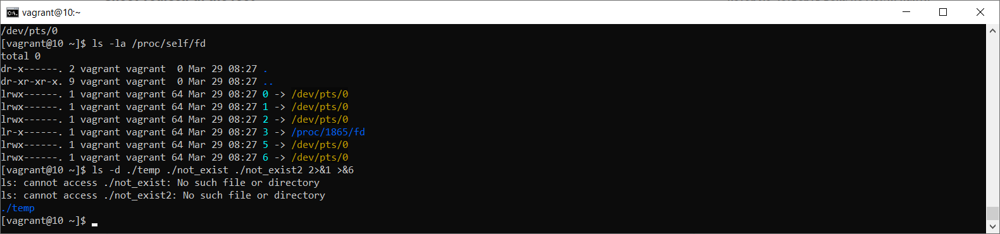 vagrant@10:~
/dev/pts/0
[vagrant@10 ~]$ ls -la /proc/self/fd
total 0
dr-x------. 2 vagrant vagrant  0 Mar 29 08:27 .
dr-xr-xr-x. 9 vagrant vagrant  0 Mar 29 08:27 ..
lrwx------. 1 vagrant vagrant 64 Mar 29 08:27 0 -> /dev/pts/0
lrwx------. 1 vagrant vagrant 64 Mar 29 08:27 1 -> /dev/pts/0
lrwx------. 1 vagrant vagrant 64 Mar 29 08:27 2 -> /dev/pts/0
lr-x------. 1 vagrant vagrant 64 Mar 29 08:27 3 -> /proc/1865/fd
lrwx------. 1 vagrant vagrant 64 Mar 29 08:27 5 -> /dev/pts/0
lrwx------. 1 vagrant vagrant 64 Mar 29 08:27 6 -> /dev/pts/0
[vagrant@10 ~]$ ls -d ./temp ./not_exist ./not_exist2 2>&1 >&6
ls: cannot access ./not_exist: No such file or directory
ls: cannot access ./not_exist2: No such file or directory
./temp
[vagrant@10 ~]$